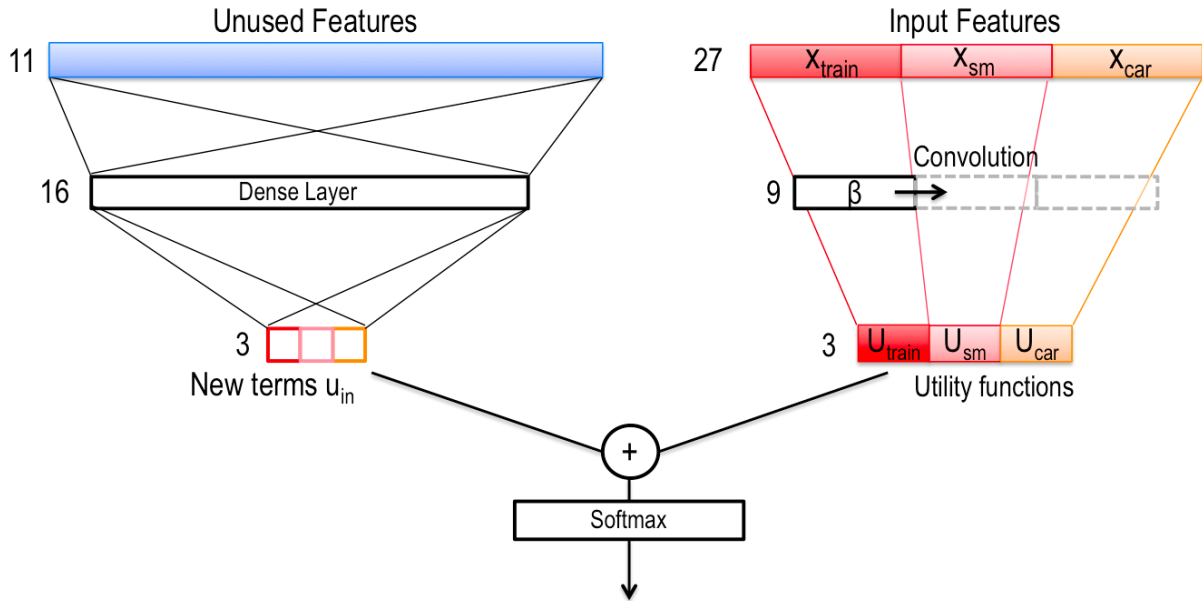 Unused Features
11
16
Dense Layer
3
New terms u_in
Input Features
27
x_train x_sm x_car
Convolution
9
β
3
U_train U_sm U_car
Utility functions
+
Softmax